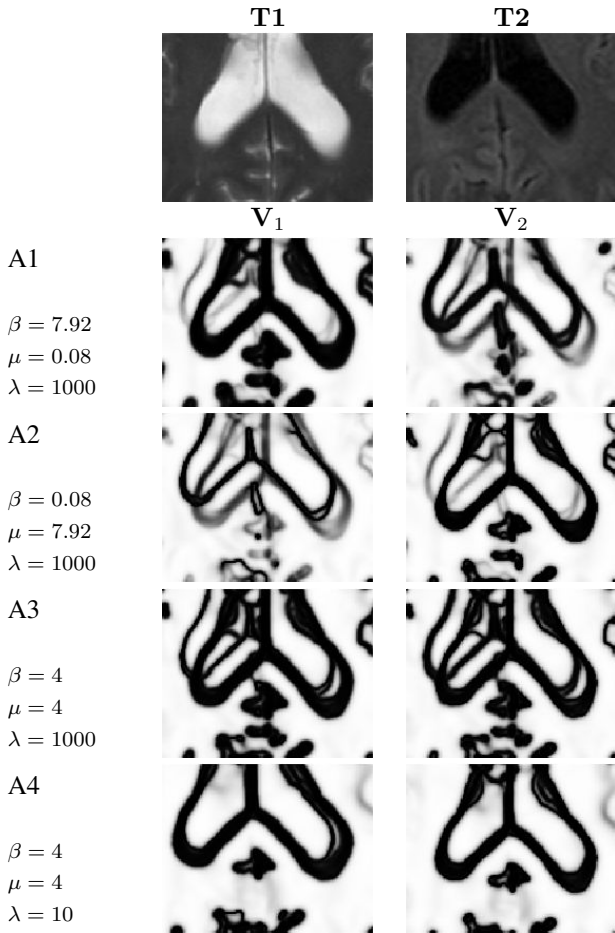 T1 T2
V₁ V₂
A1
β = 7.92
μ = 0.08
λ = 1000
A2
β = 0.08
μ = 7.92
λ = 1000
A3
β = 4
μ = 4
λ = 1000
A4
β = 4
μ = 4
λ = 10